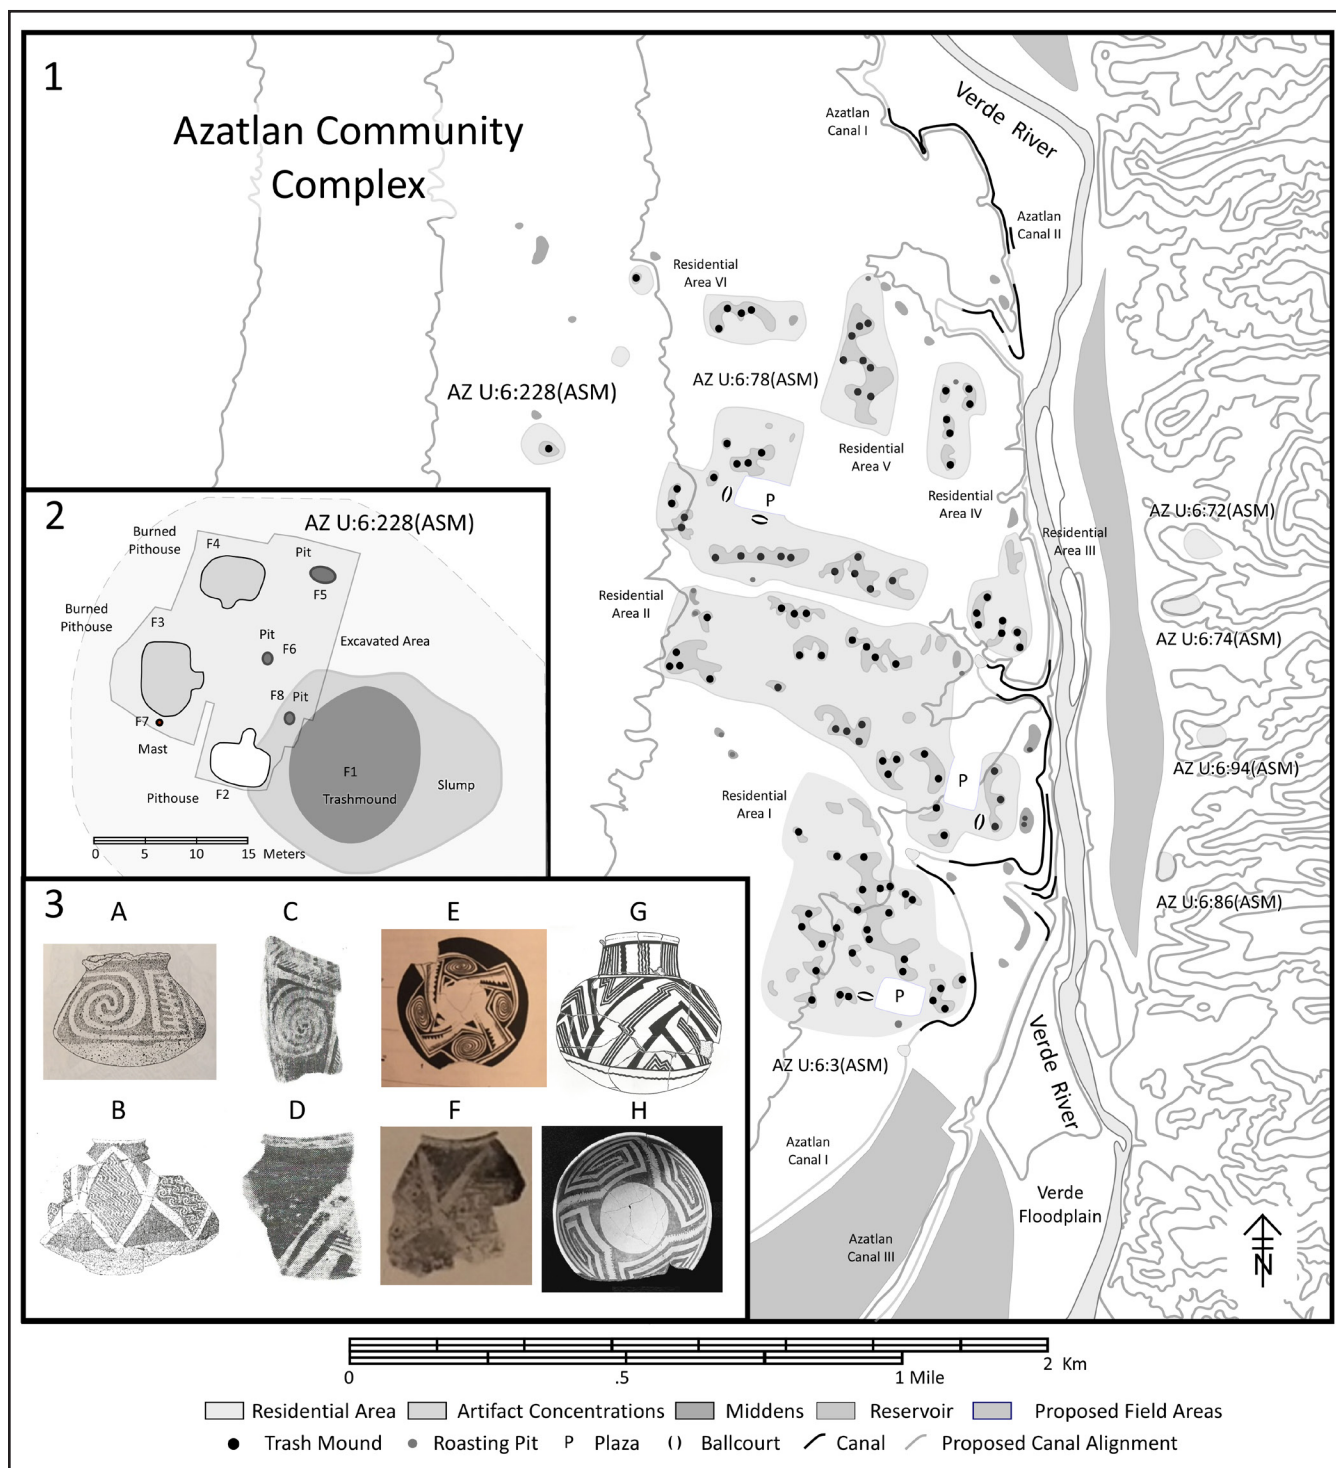 1
Azatlan Community
Complex
Azatlan
Canal I
Verde River
Azatlan
Canal II
Residential
Area VI
AZ U:6:228(ASM)
AZ U:6:78(ASM)
Residential
Area V
Residential
Area IV
P
Residential
Area III
AZ U:6:72(ASM)
AZ U:6:74(ASM)
Residential
Area II
AZ U:6:94(ASM)
P
Residential
Area I
AZ U:6:86(ASM)
P
AZ U:6:3(ASM)
Verde River
Azatlan
Canal I
Verde
Floodplain
Azatlan
Canal III
N
2
AZ U:6:228(ASM)
Burned
Pithouse
F4
Pit
F5
Burned
Pithouse
F3
Pit
F6
Excavated Area
F8 Pit
F7
Mast
F1
Trashmound
Slump
Pithouse
F2
0 5 10 15 Meters
3
A
C
E
G
B
D
F
H
0 .5 1 Mile 2 Km
Residential Area Artifact Concentrations Middens Reservoir Proposed Field Areas
Trash Mound Roasting Pit P Plaza Ballcourt Canal Proposed Canal Alignment